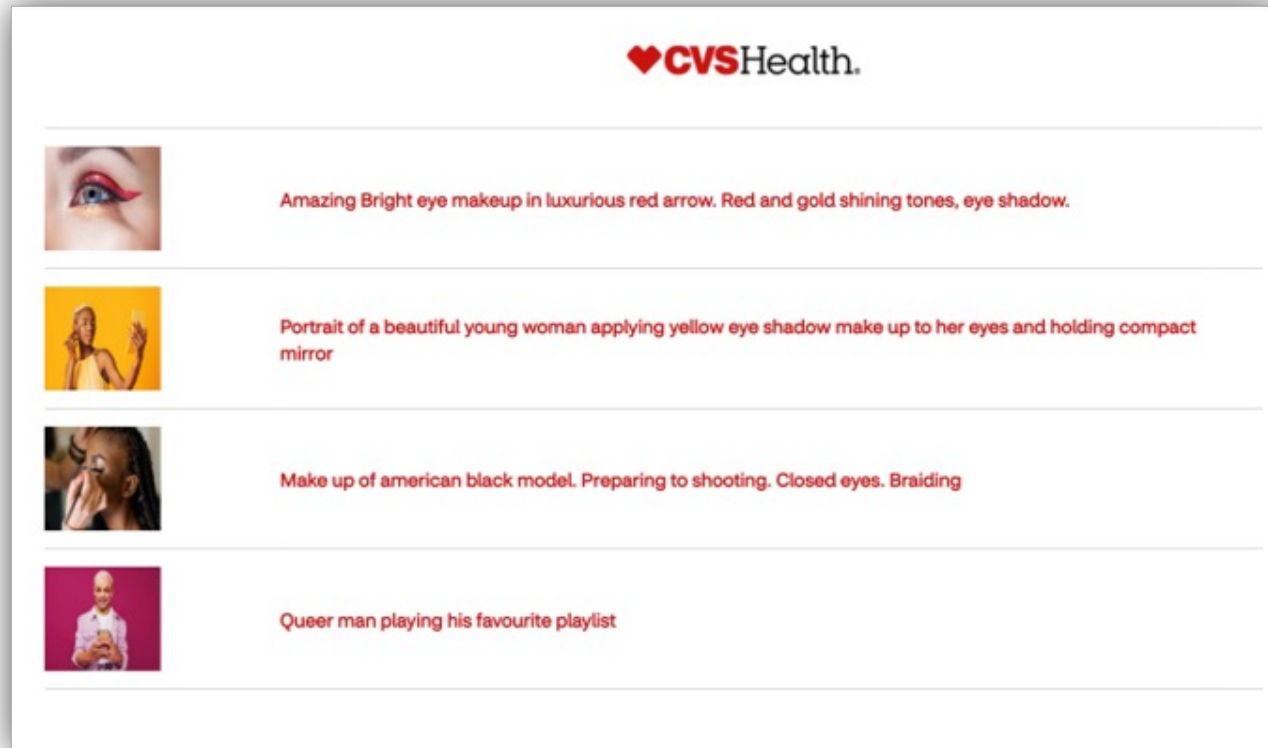 CVSHealth.
Amazing Bright eye makeup in luxurious red arrow. Red and gold shining tones, eye shadow.
Portrait of a beautiful young woman applying yellow eye shadow make up to her eyes and holding compact
mirror
Make up of american black model. Preparing to shooting. Closed eyes. Braiding
Queer man playing his favourite playlist